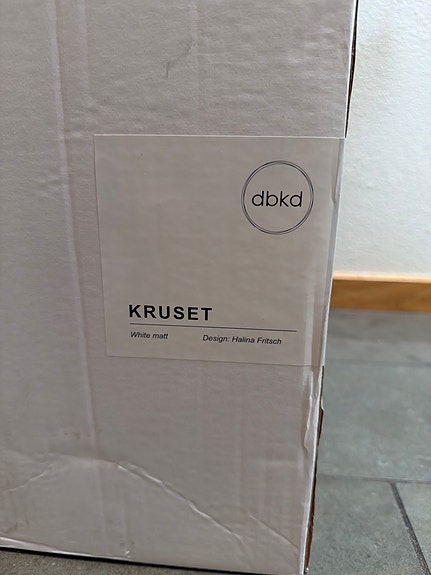 dbkd
KRUSET
White matt Design: Halina Fritsch